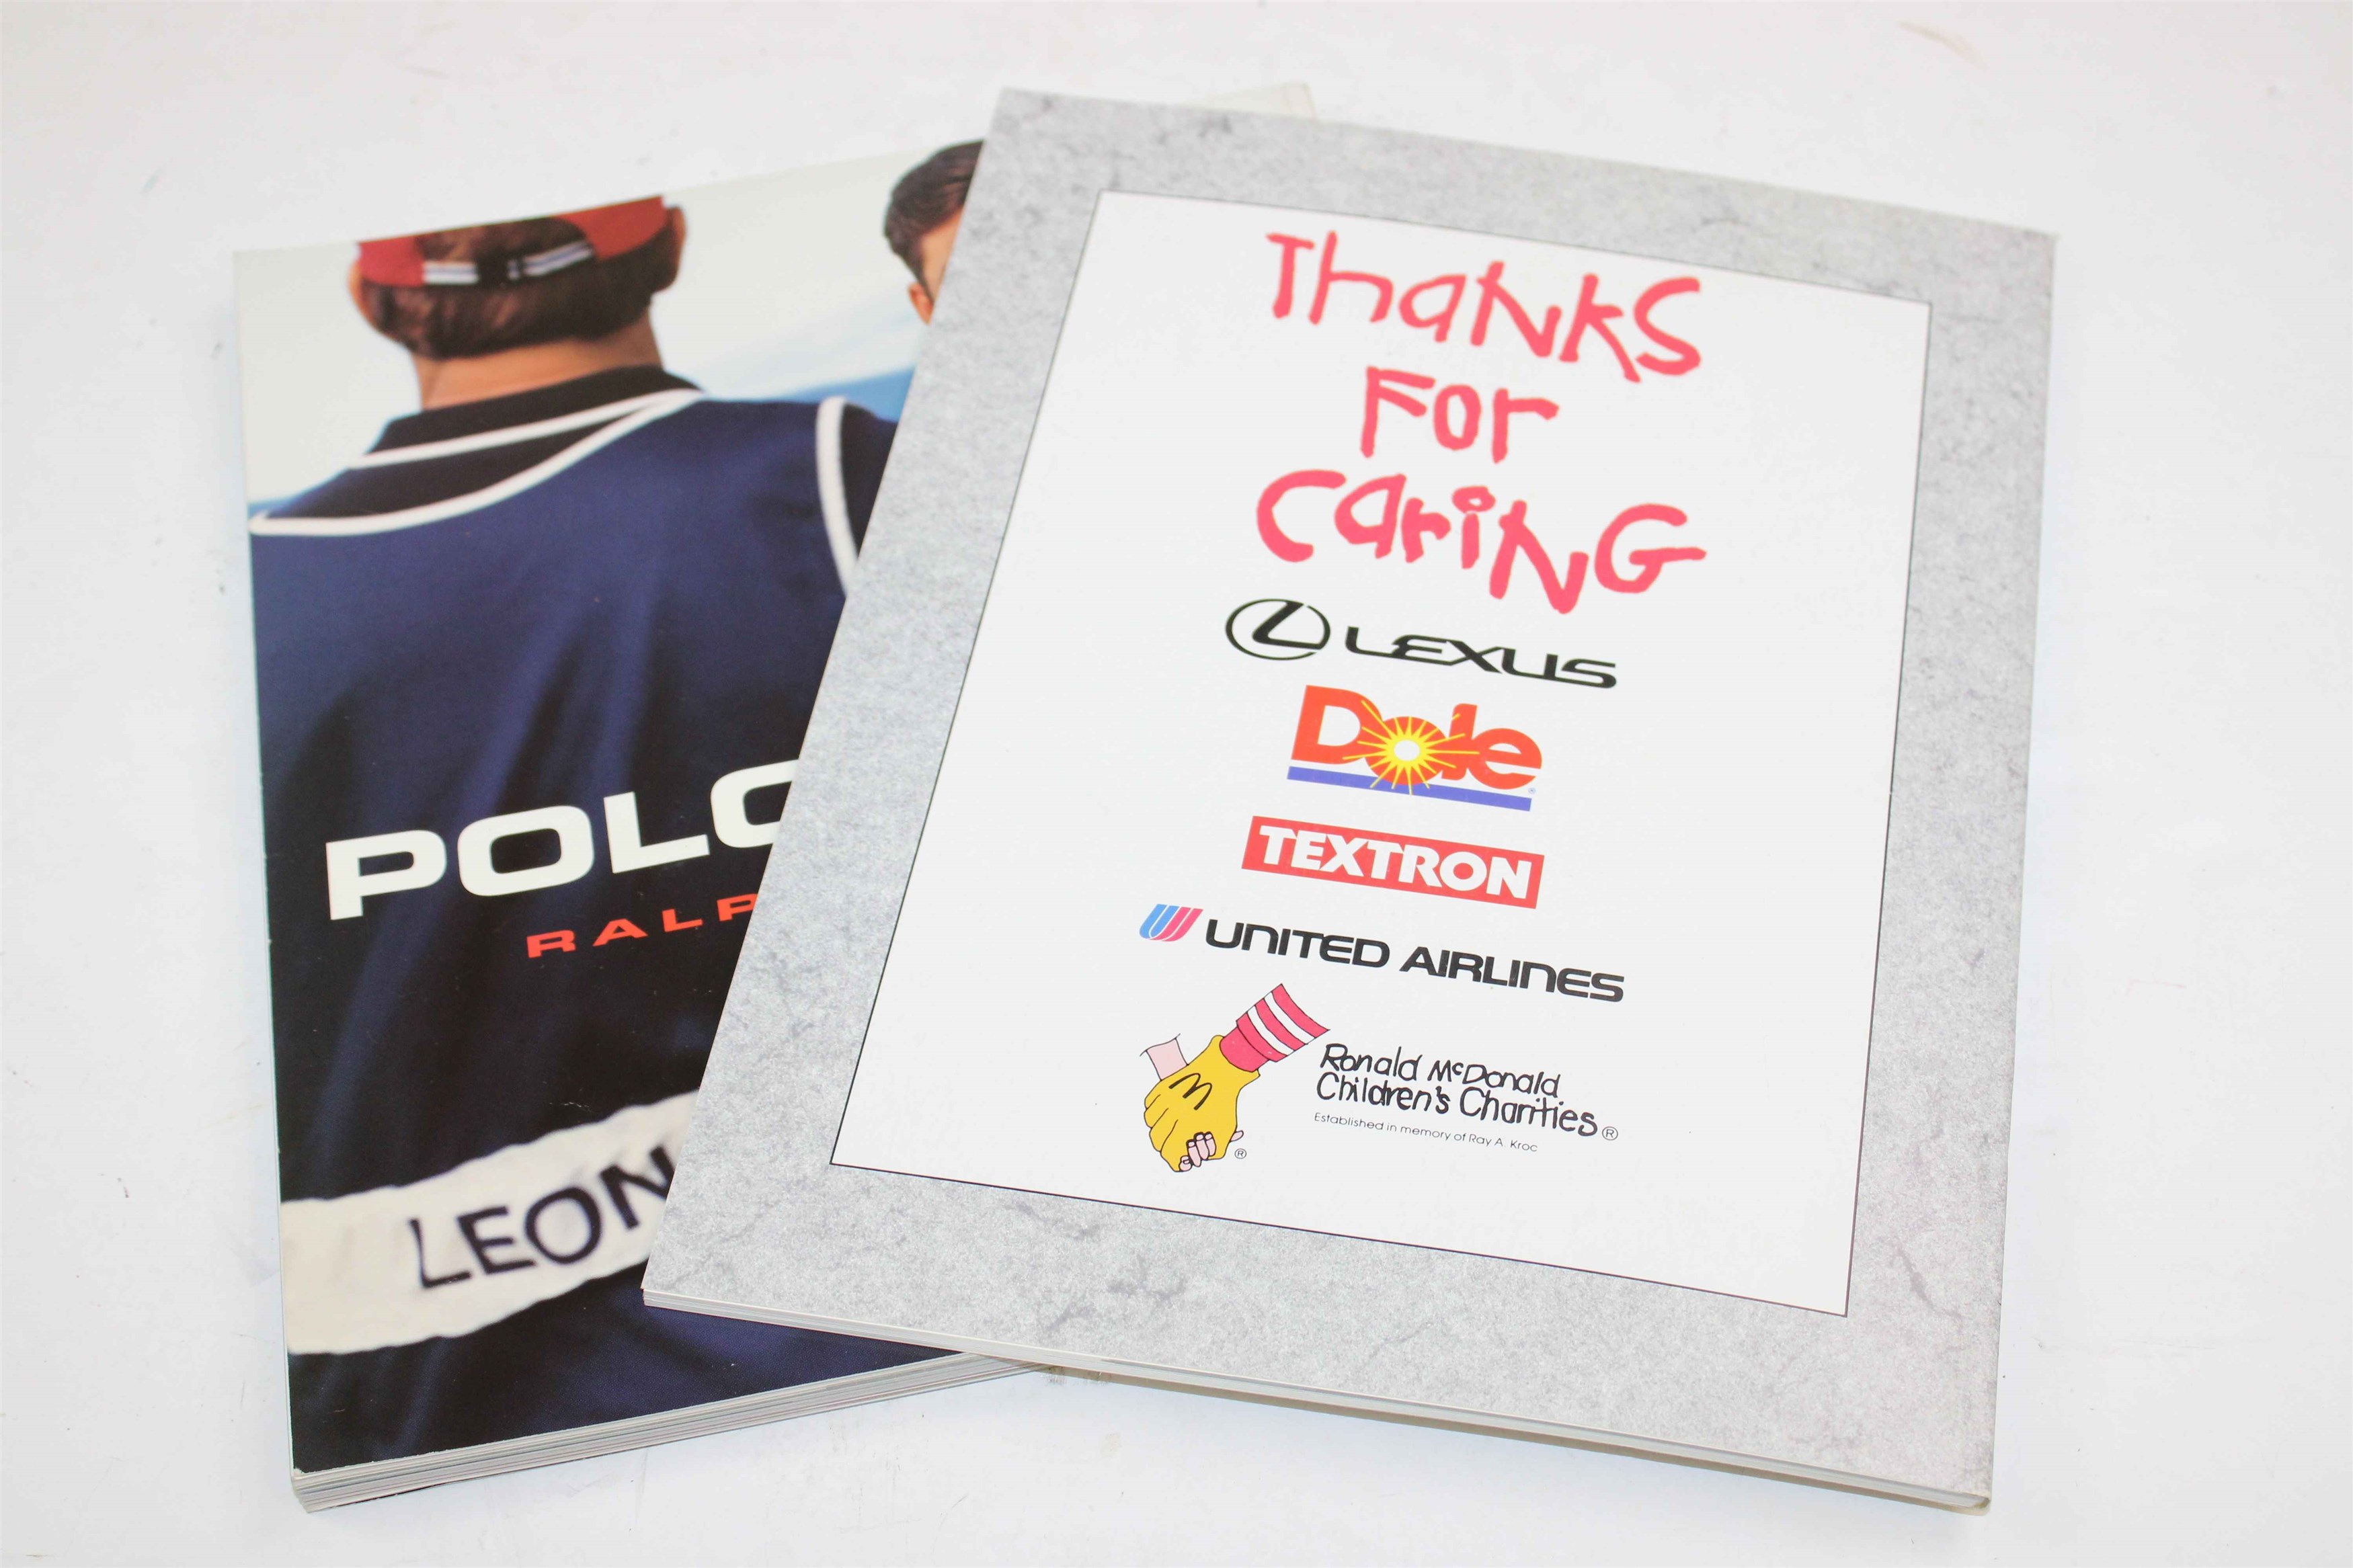 POLO
RALP
LEON
THANKS
FOR
CARING
LEXUS
Dole®
TEXTRON
UNITED AIRLINES
Ronald McDonald
Children's Charities®
Established in memory of Ray A. Kroc
M
®